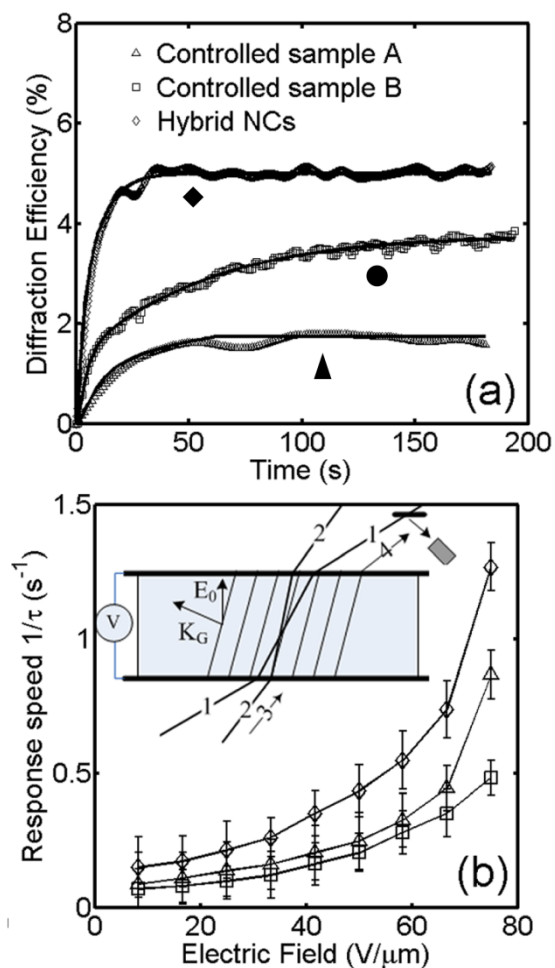 8
6
4
2
0
Diffraction Efficiency (%)
Controlled sample A
Controlled sample B
Hybrid NCs
(a)
0 50 100 150 200
Time (s)
1.5
1
0.5
0
Response speed 1/τ (s⁻¹)
2
1
4
V
E₀
K_G
1
2
3
(b)
0 20 40 60 80
Electric Field (V/μm)